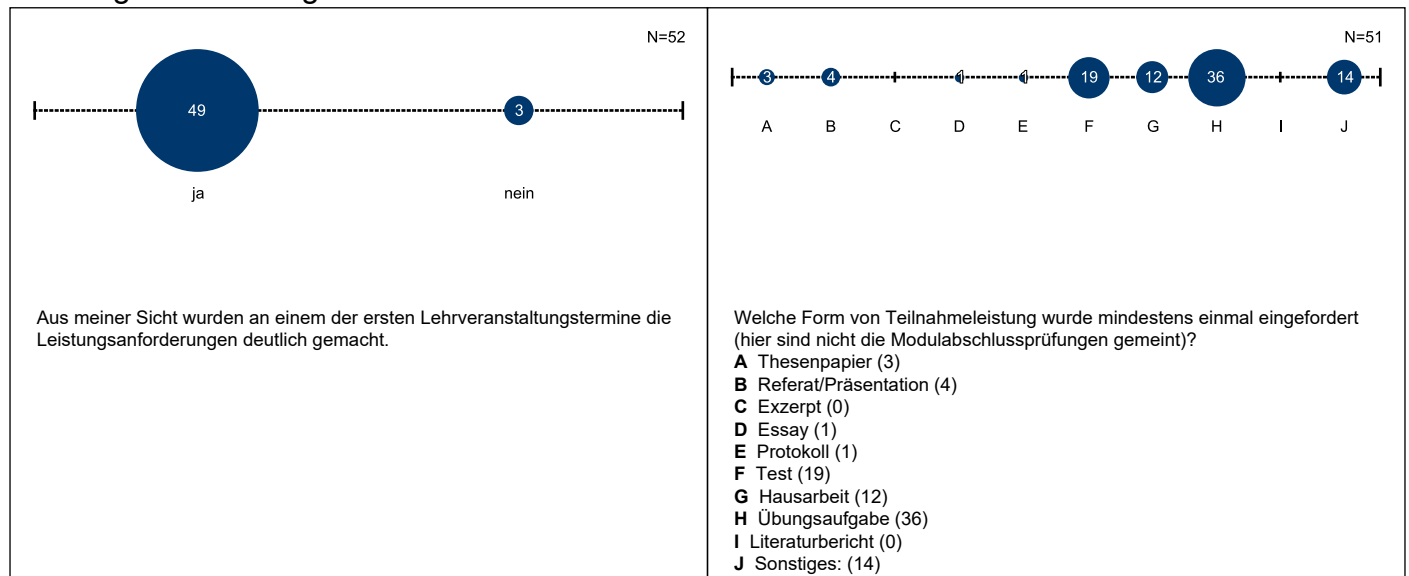 N=52
49
3
ja
nein
Aus meiner Sicht wurden an einem der ersten Lehrveranstaltungstermine die
Leistungsanforderungen deutlich gemacht.
N=51
3
4
1
1
19
12
36
14
A
B
C
D
E
F
G
H
I
J
Welche Form von Teilnahmeleistung wurde mindestens einmal eingefordert
(hier sind nicht die Modulabschlussprüfungen gemeint)?
A Thesenpapier (3)
B Referat/Präsentation (4)
C Exzerpt (0)
D Essay (1)
E Protokoll (1)
F Test (19)
G Hausarbeit (12)
H Übungsaufgabe (36)
I Literaturbericht (0)
J Sonstiges: (14)